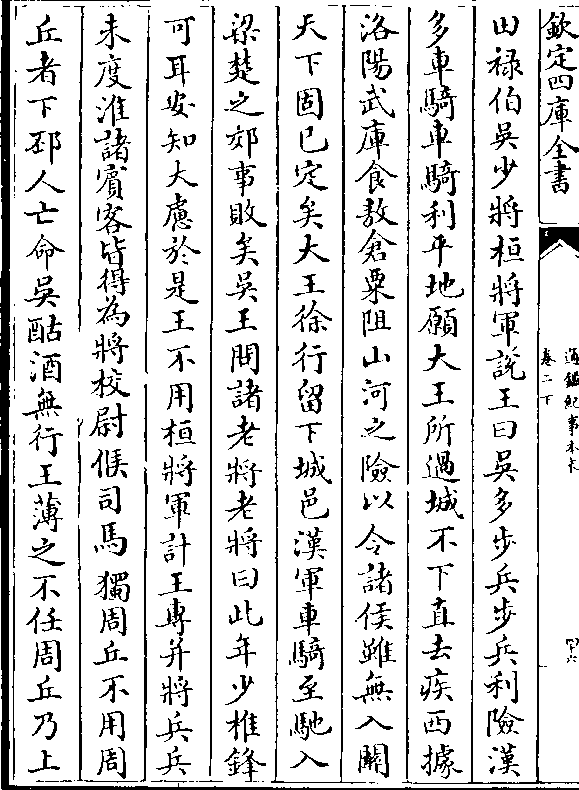 欽定四庫全書
通鑑紀事本末
卷二下
四十六
田祿伯吳少將桓將軍說王曰吳多步兵步兵利險漢
多車騎車騎利平地願大王所過城不下直去疾西據
洛陽武庫食敖倉粟阻山河之險以令諸侯雖無入關
天下固已定矣大王徐行留下城邑漢軍車騎至馳入
梁楚之郊事敗矣吳王問諸老將老將曰此年少椎鋒
可耳安知大慮於是王不用桓將軍計王專并將兵兵
未度淮諸賓客皆得為將校尉候司馬獨周丘不用周
丘者下邳人亡命吳酤酒無行王薄之不任周丘乃上